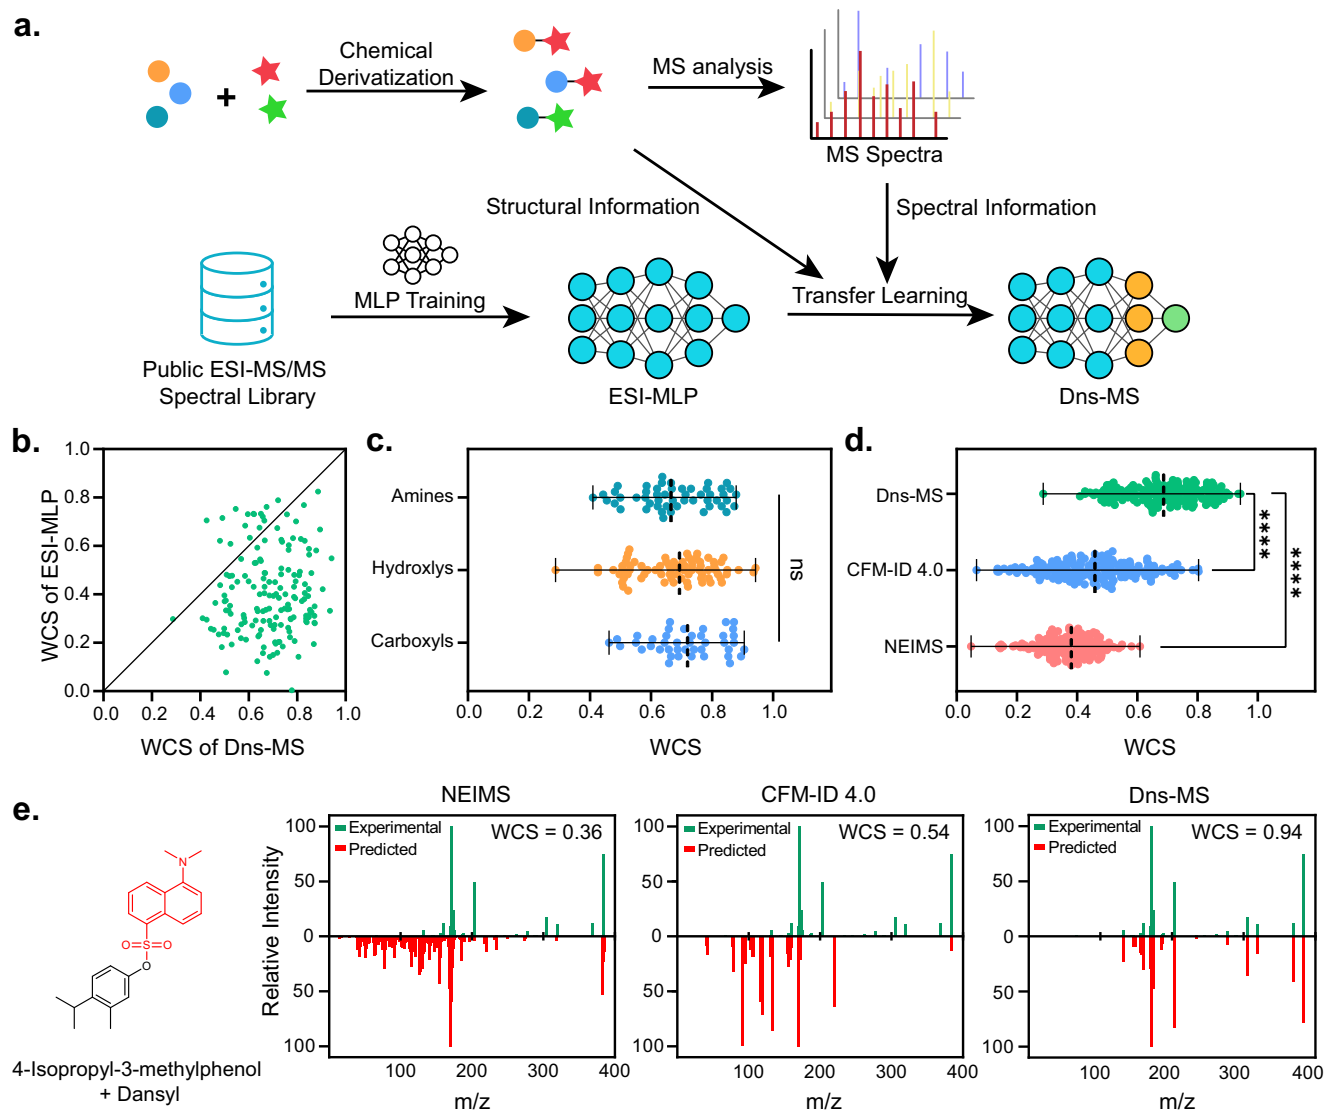 a.
Chemical
Derivatization
MS analysis
+
MS Spectra
Structural Information
Spectral Information
MLP Training
Transfer Learning
Public ESI-MS/MS
Spectral Library
ESI-MLP
Dns-MS
b.
WCS of ESI-MLP
1.0
0.8
0.6
0.4
0.2
0.0
0.0 0.2 0.4 0.6 0.8 1.0
WCS of Dns-MS
c.
Amines
Hydroxlys
Carboxyls
ns
0.0 0.2 0.4 0.6 0.8 1.0
WCS
d.
Dns-MS
CFM-ID 4.0
NEIMS
****
****
0.0 0.2 0.4 0.6 0.8 1.0
WCS
e.
N
O=S=O
O
4-Isopropyl-3-methylphenol
+ Dansyl
NEIMS
Relative Intensity
100
50
0
50
100
Experimental
Predicted
WCS = 0.36
100 200 300 400
m/z
CFM-ID 4.0
100
50
0
50
100
Experimental
Predicted
WCS = 0.54
100 200 300 400
m/z
Dns-MS
100
50
0
50
100
Experimental
Predicted
WCS = 0.94
100 200 300 400
m/z